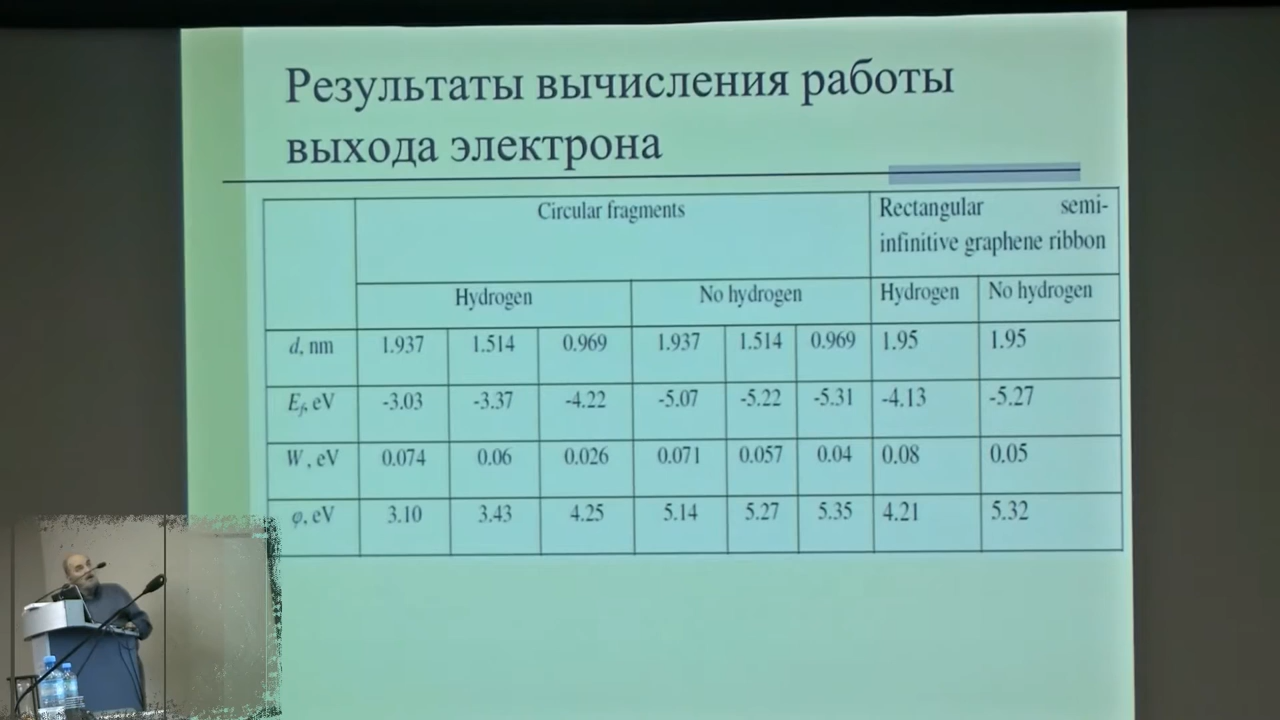 Результаты вычисления работы
выхода электрона
Circular fragments
Rectangular semi-
infinitive graphene ribbon
Hydrogen No hydrogen Hydrogen No hydrogen
d, nm 1.937 1.514 0.969 1.937 1.514 0.969 1.95 1.95
Ef, eV -3.03 -3.37 -4.22 -5.07 -5.22 -5.31 -4.13 -5.27
W, eV 0.074 0.06 0.026 0.071 0.057 0.04 0.08 0.05
φ, eV 3.10 3.43 4.25 5.14 5.27 5.35 4.21 5.32